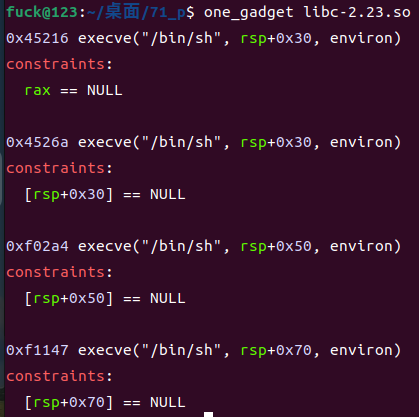 fuck@123:~/桌面/71_p$ one_gadget libc-2.23.so
0x45216 execve("/bin/sh", rsp+0x30, environ)
constraints:
  rax == NULL
0x4526a execve("/bin/sh", rsp+0x30, environ)
constraints:
  [rsp+0x30] == NULL
0xf02a4 execve("/bin/sh", rsp+0x50, environ)
constraints:
  [rsp+0x50] == NULL
0xf1147 execve("/bin/sh", rsp+0x70, environ)
constraints:
  [rsp+0x70] == NULL